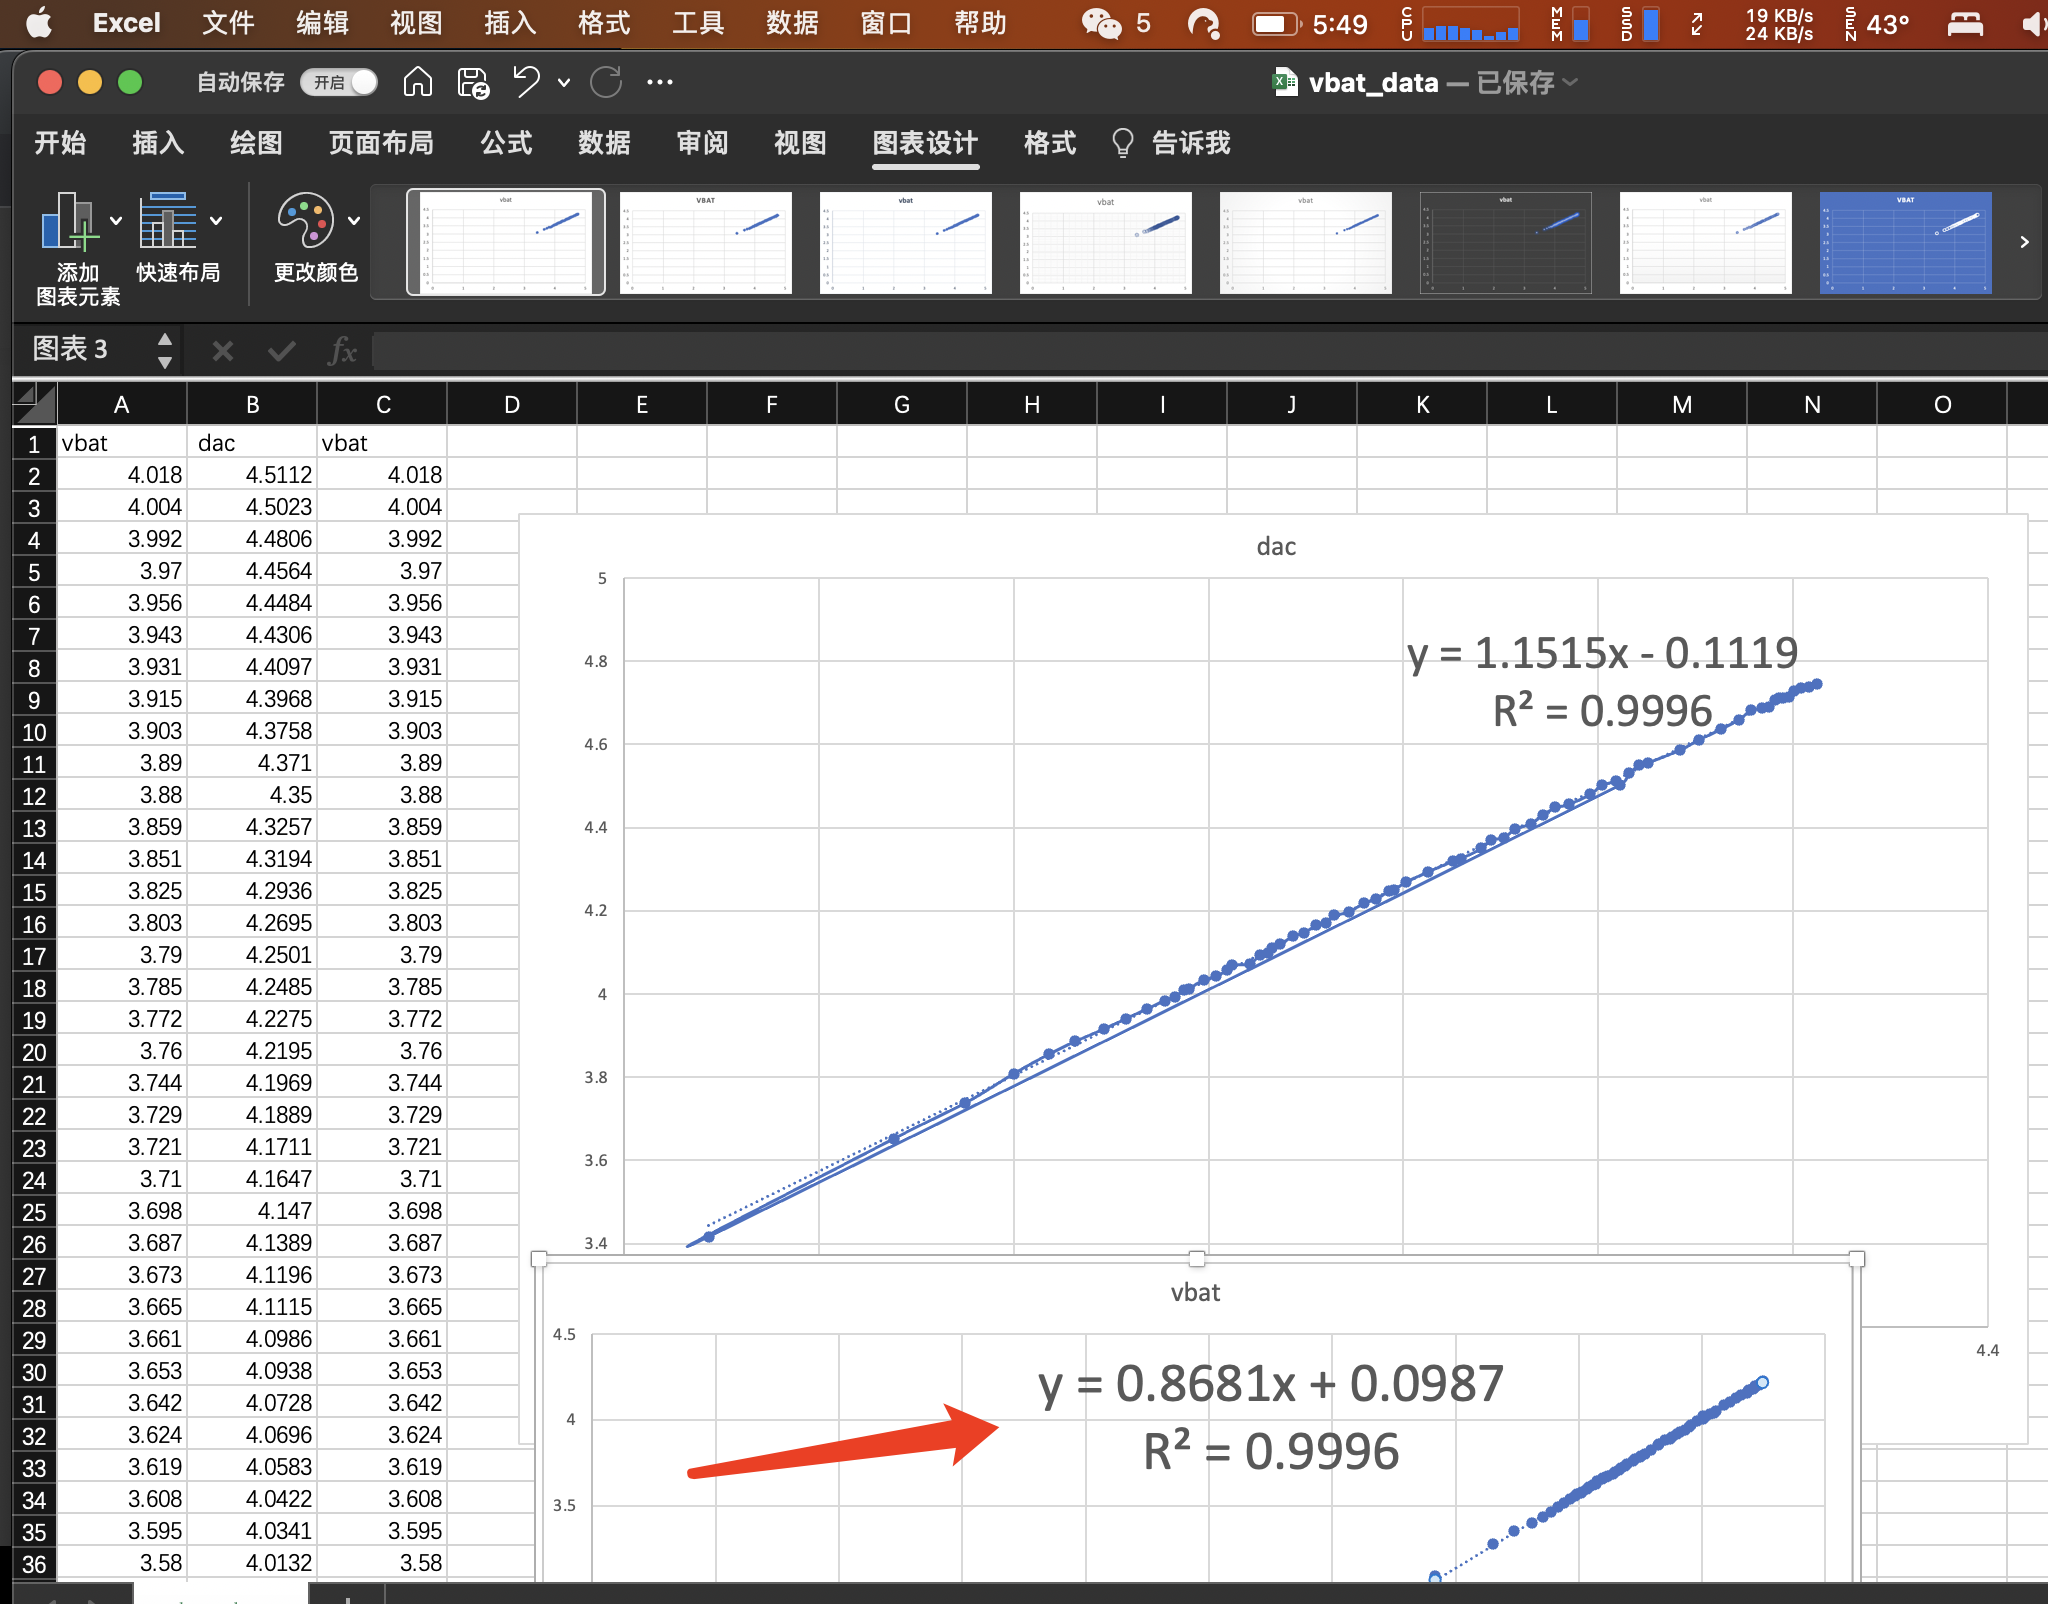 Excel 文件 编辑 视图 插入 格式 工具 数据 窗口 帮助 5 5:49 CPU MEM SSD 19 KB/s 24 KB/s SEN 43°
自动保存 开启 vbat_data — 已保存
开始 插入 绘图 页面布局 公式 数据 审阅 视图 图表设计 格式 告诉我
vbat VBAT vbat vbat vbat vbat vbat VBAT
添加 图表元素 快速布局 更改颜色
图表 3 fx
A B C D E F G H I J K L M N O
1 vbat dac vbat
2 4.018 4.5112 4.018
3 4.004 4.5023 4.004
4 3.992 4.4806 3.992
5 3.97 4.4564 3.97
6 3.956 4.4484 3.956
7 3.943 4.4306 3.943
8 3.931 4.4097 3.931
9 3.915 4.3968 3.915
10 3.903 4.3758 3.903
11 3.89 4.371 3.89
12 3.88 4.35 3.88
13 3.859 4.3257 3.859
14 3.851 4.3194 3.851
15 3.825 4.2936 3.825
16 3.803 4.2695 3.803
17 3.79 4.2501 3.79
18 3.785 4.2485 3.785
19 3.772 4.2275 3.772
20 3.76 4.2195 3.76
21 3.744 4.1969 3.744
22 3.729 4.1889 3.729
23 3.721 4.1711 3.721
24 3.71 4.1647 3.71
25 3.698 4.147 3.698
26 3.687 4.1389 3.687
27 3.673 4.1196 3.673
28 3.665 4.1115 3.665
29 3.661 4.0986 3.661
30 3.653 4.0938 3.653
31 3.642 4.0728 3.642
32 3.624 4.0696 3.624
33 3.619 4.0583 3.619
34 3.608 4.0422 3.608
35 3.595 4.0341 3.595
36 3.58 4.0132 3.58
dac
5
4.8
4.6
4.4
4.2
4
3.8
3.6
3.4
y = 1.1515x - 0.1119
R² = 0.9996
4.4
vbat
4.5
4
3.5
y = 0.8681x + 0.0987
R² = 0.9996